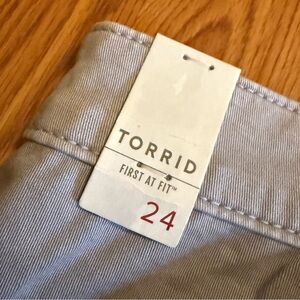 TORRID
FIRST AT FIT™
24